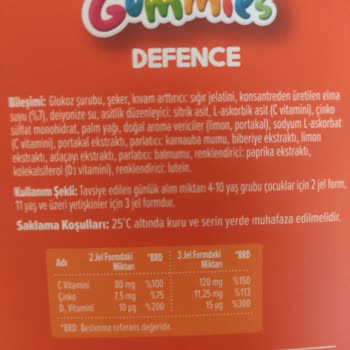 Gummies
DEFENCE
Bileşimi: Glukoz şurubu, şeker, kıvam arttırıcı: sığır jelatini, konsantreden üretilen elma
suyu (%7), deiyonize su, asitlik düzenleyici: sitrik asit, L-askorbik asit (C vitamini), çinko
sülfat monohidrat, palm yağı, doğal aroma vericiler (limon, portakal), sodyum L-askorbat
(C vitamini), portakal ekstraktı, parlatıcı: karnauba mumu, biberiye ekstraktı, limon
ekstraktı, adaçayı ekstraktı, parlatıcı: balmumu, renklendirici: paprika ekstraktı,
kolekalsiferol (D₃ vitamini), renklendirici: lutein.
Kullanım Şekli: Tavsiye edilen günlük alım miktarı 4-10 yaş grubu çocuklar için 2 jel form,
11 yaş ve üzeri yetişkinler için 3 jel formdur.
Saklama Koşulları: 25°C altında kuru ve serin yerde muhafaza edilmelidir.
Adı 2 Jel Formdaki Miktarı *BRD 3 Jel Formdaki Miktarı *BRD
C Vitamini 80 mg %100 120 mg %150
Çinko 7,5 mg %75 11,25 mg %113
D₃ Vitamini 10 µg %200 15 µg %300
*BRD: Beslenme referans değeridir